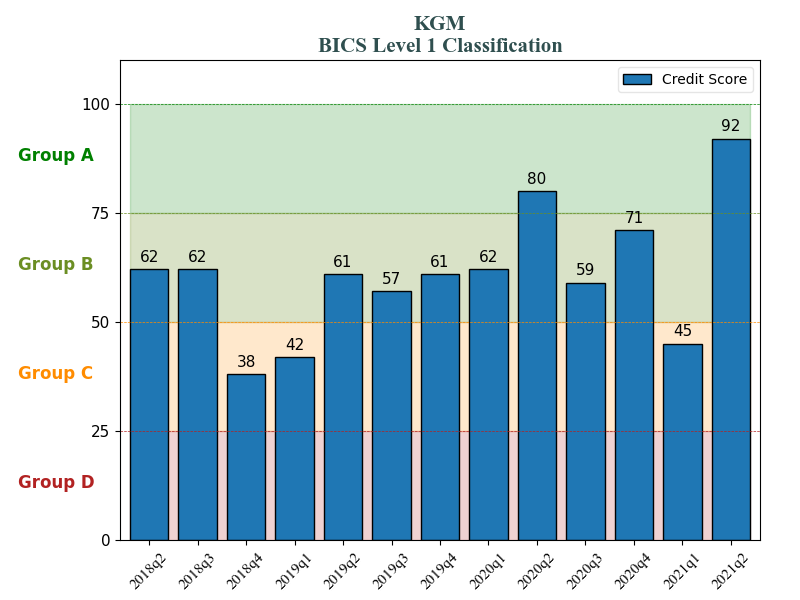 KGM
BICS Level 1 Classification
Credit Score
100
75
50
25
0
Group A
Group B
Group C
Group D
62
62
38
42
61
57
61
62
80
59
71
45
92
2018q2
2018q3
2018q4
2019q1
2019q2
2019q3
2019q4
2020q1
2020q2
2020q3
2020q4
2021q1
2021q2